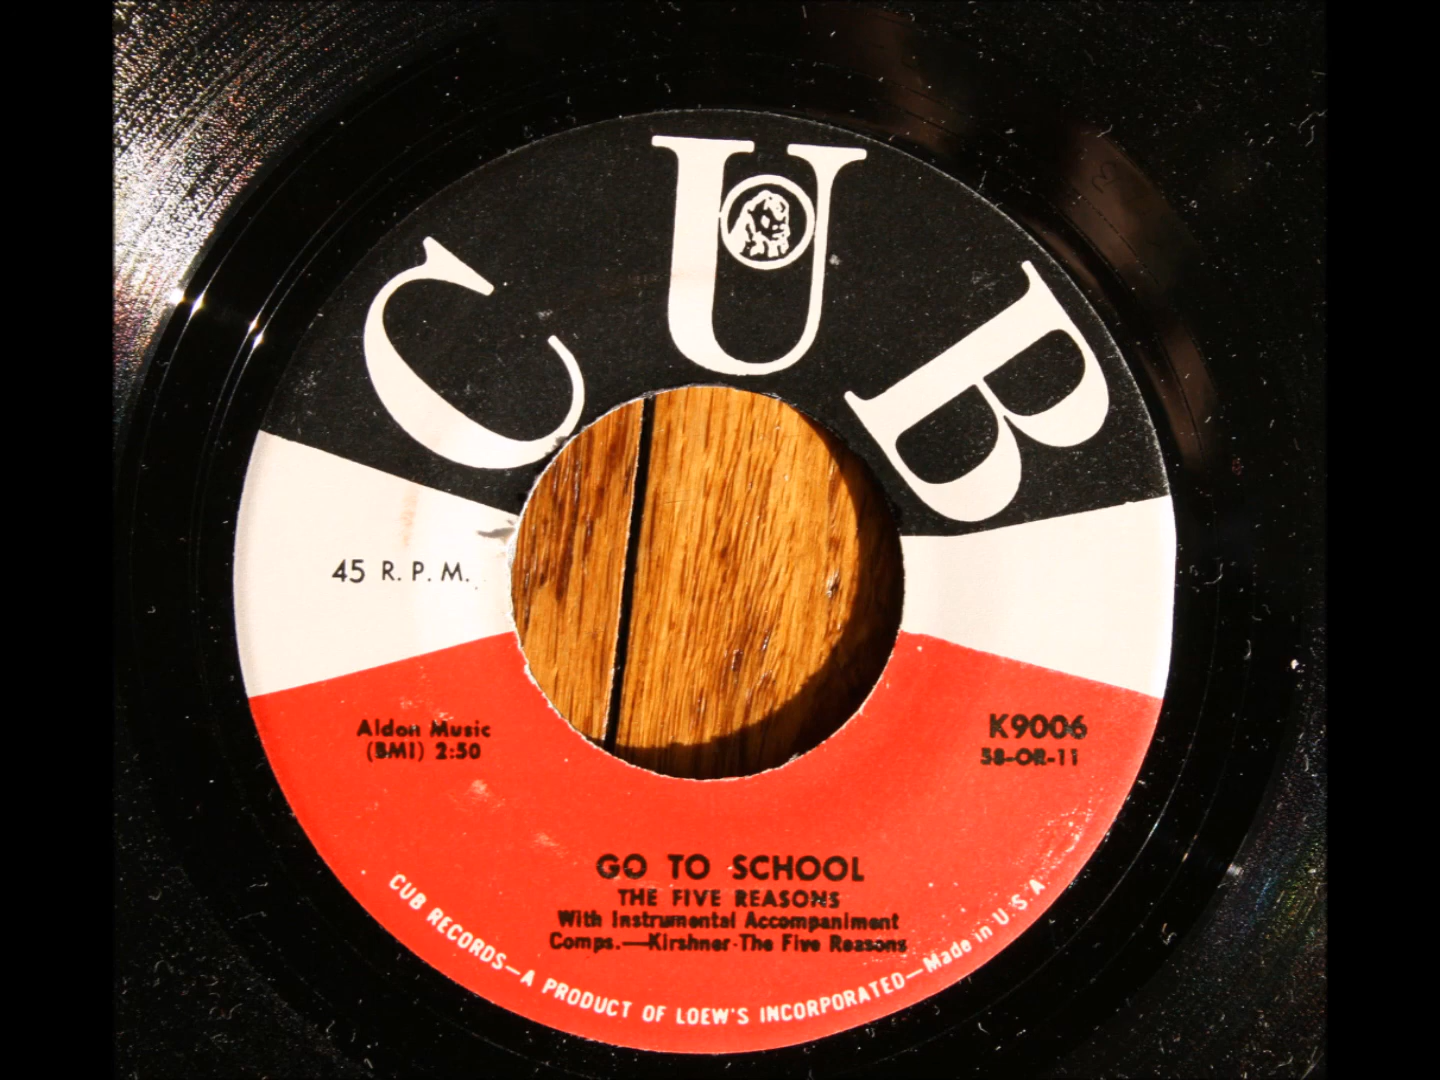 CUB
45 R. P. M.
Aldon Music
(BMI) 2:50
K9006
58-OR-11
GO TO SCHOOL
THE FIVE REASONS
With Instrumental Accompaniment
Comps.—Kirshner-The Five Reasons
CUB RECORDS—A PRODUCT OF LOEW'S INCORPORATED—Made in U.S.A